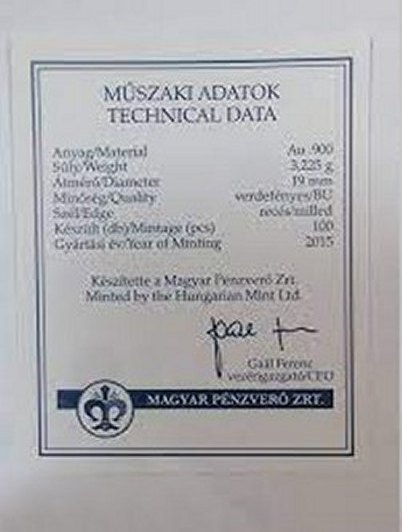 MŰSZAKI ADATOK
TECHNICAL DATA
Anyag/Material Au .900
Súly/Weight 3,225 g
Átmérő/Diameter 19 mm
Minőség/Quality verdefényes/BU
Szél/Edge recés/milled
Készült (db)/Mintage (pcs) 100
Gyártási év/Year of Minting 2015
Készítette a Magyar Pénzverő Zrt.
Minted by the Hungarian Mint Ltd.
Gaál Ferenc
vezérigazgató/CEO
MAGYAR PÉNZVERŐ ZRT.